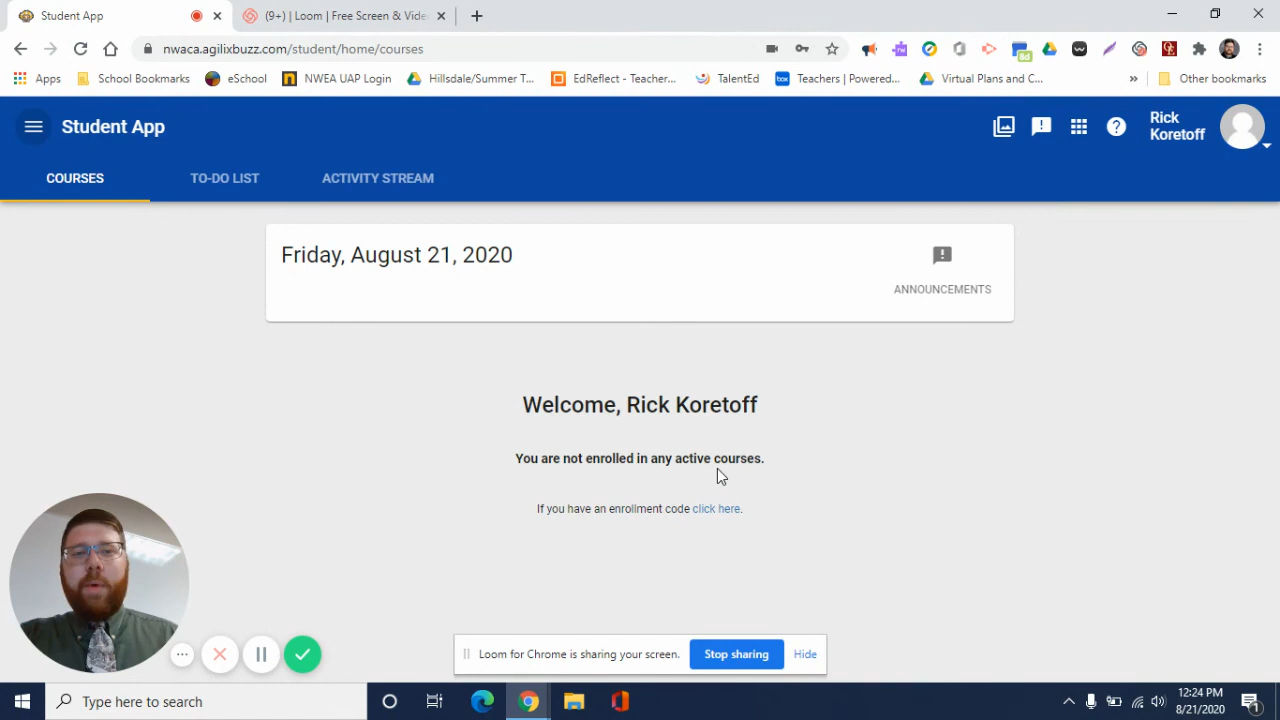 Student App
(9+) | Loom | Free Screen & Vide
nwaca.agilixbuzz.com/student/home/courses
8d
Apps
School Bookmarks
eSchool
NWEA UAP Login
Hillsdale/Summer T...
EdReflect - Teacher...
TalentEd
Teachers | Powered...
Virtual Plans and C...
»
Other bookmarks
Student App
Rick
Koretoff
COURSES
TO-DO LIST
ACTIVITY STREAM
Friday, August 21, 2020
ANNOUNCEMENTS
Welcome, Rick Koretoff
You are not enrolled in any active courses.
If you have an enrollment code click here.
Loom for Chrome is sharing your screen.
Stop sharing
Hide
Type here to search
12:24 PM
8/21/2020
1